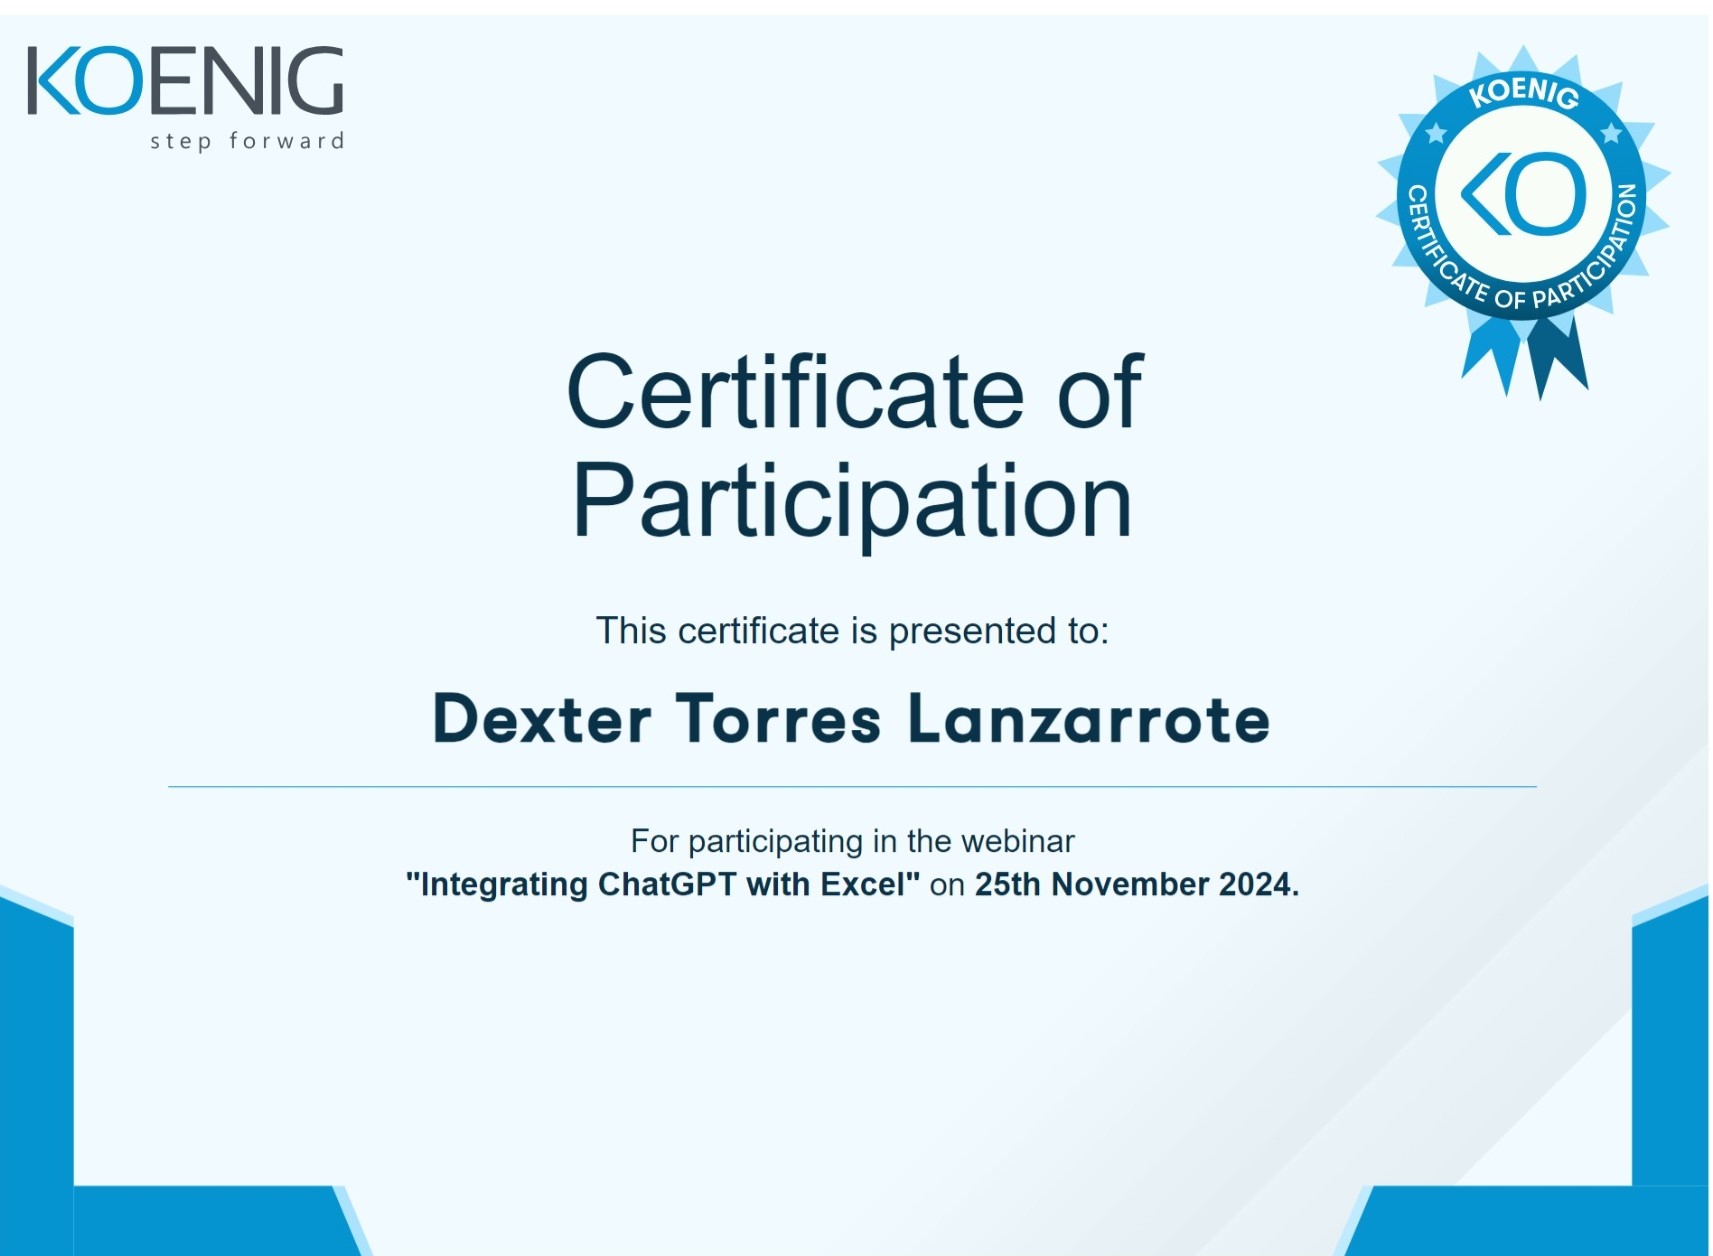 KOENIG
step forward
KOENIG
KO
CERTIFICATE OF PARTICIPATION
Certificate of
Participation
This certificate is presented to:
Dexter Torres Lanzarrote
For participating in the webinar
"Integrating ChatGPT with Excel" on 25th November 2024.